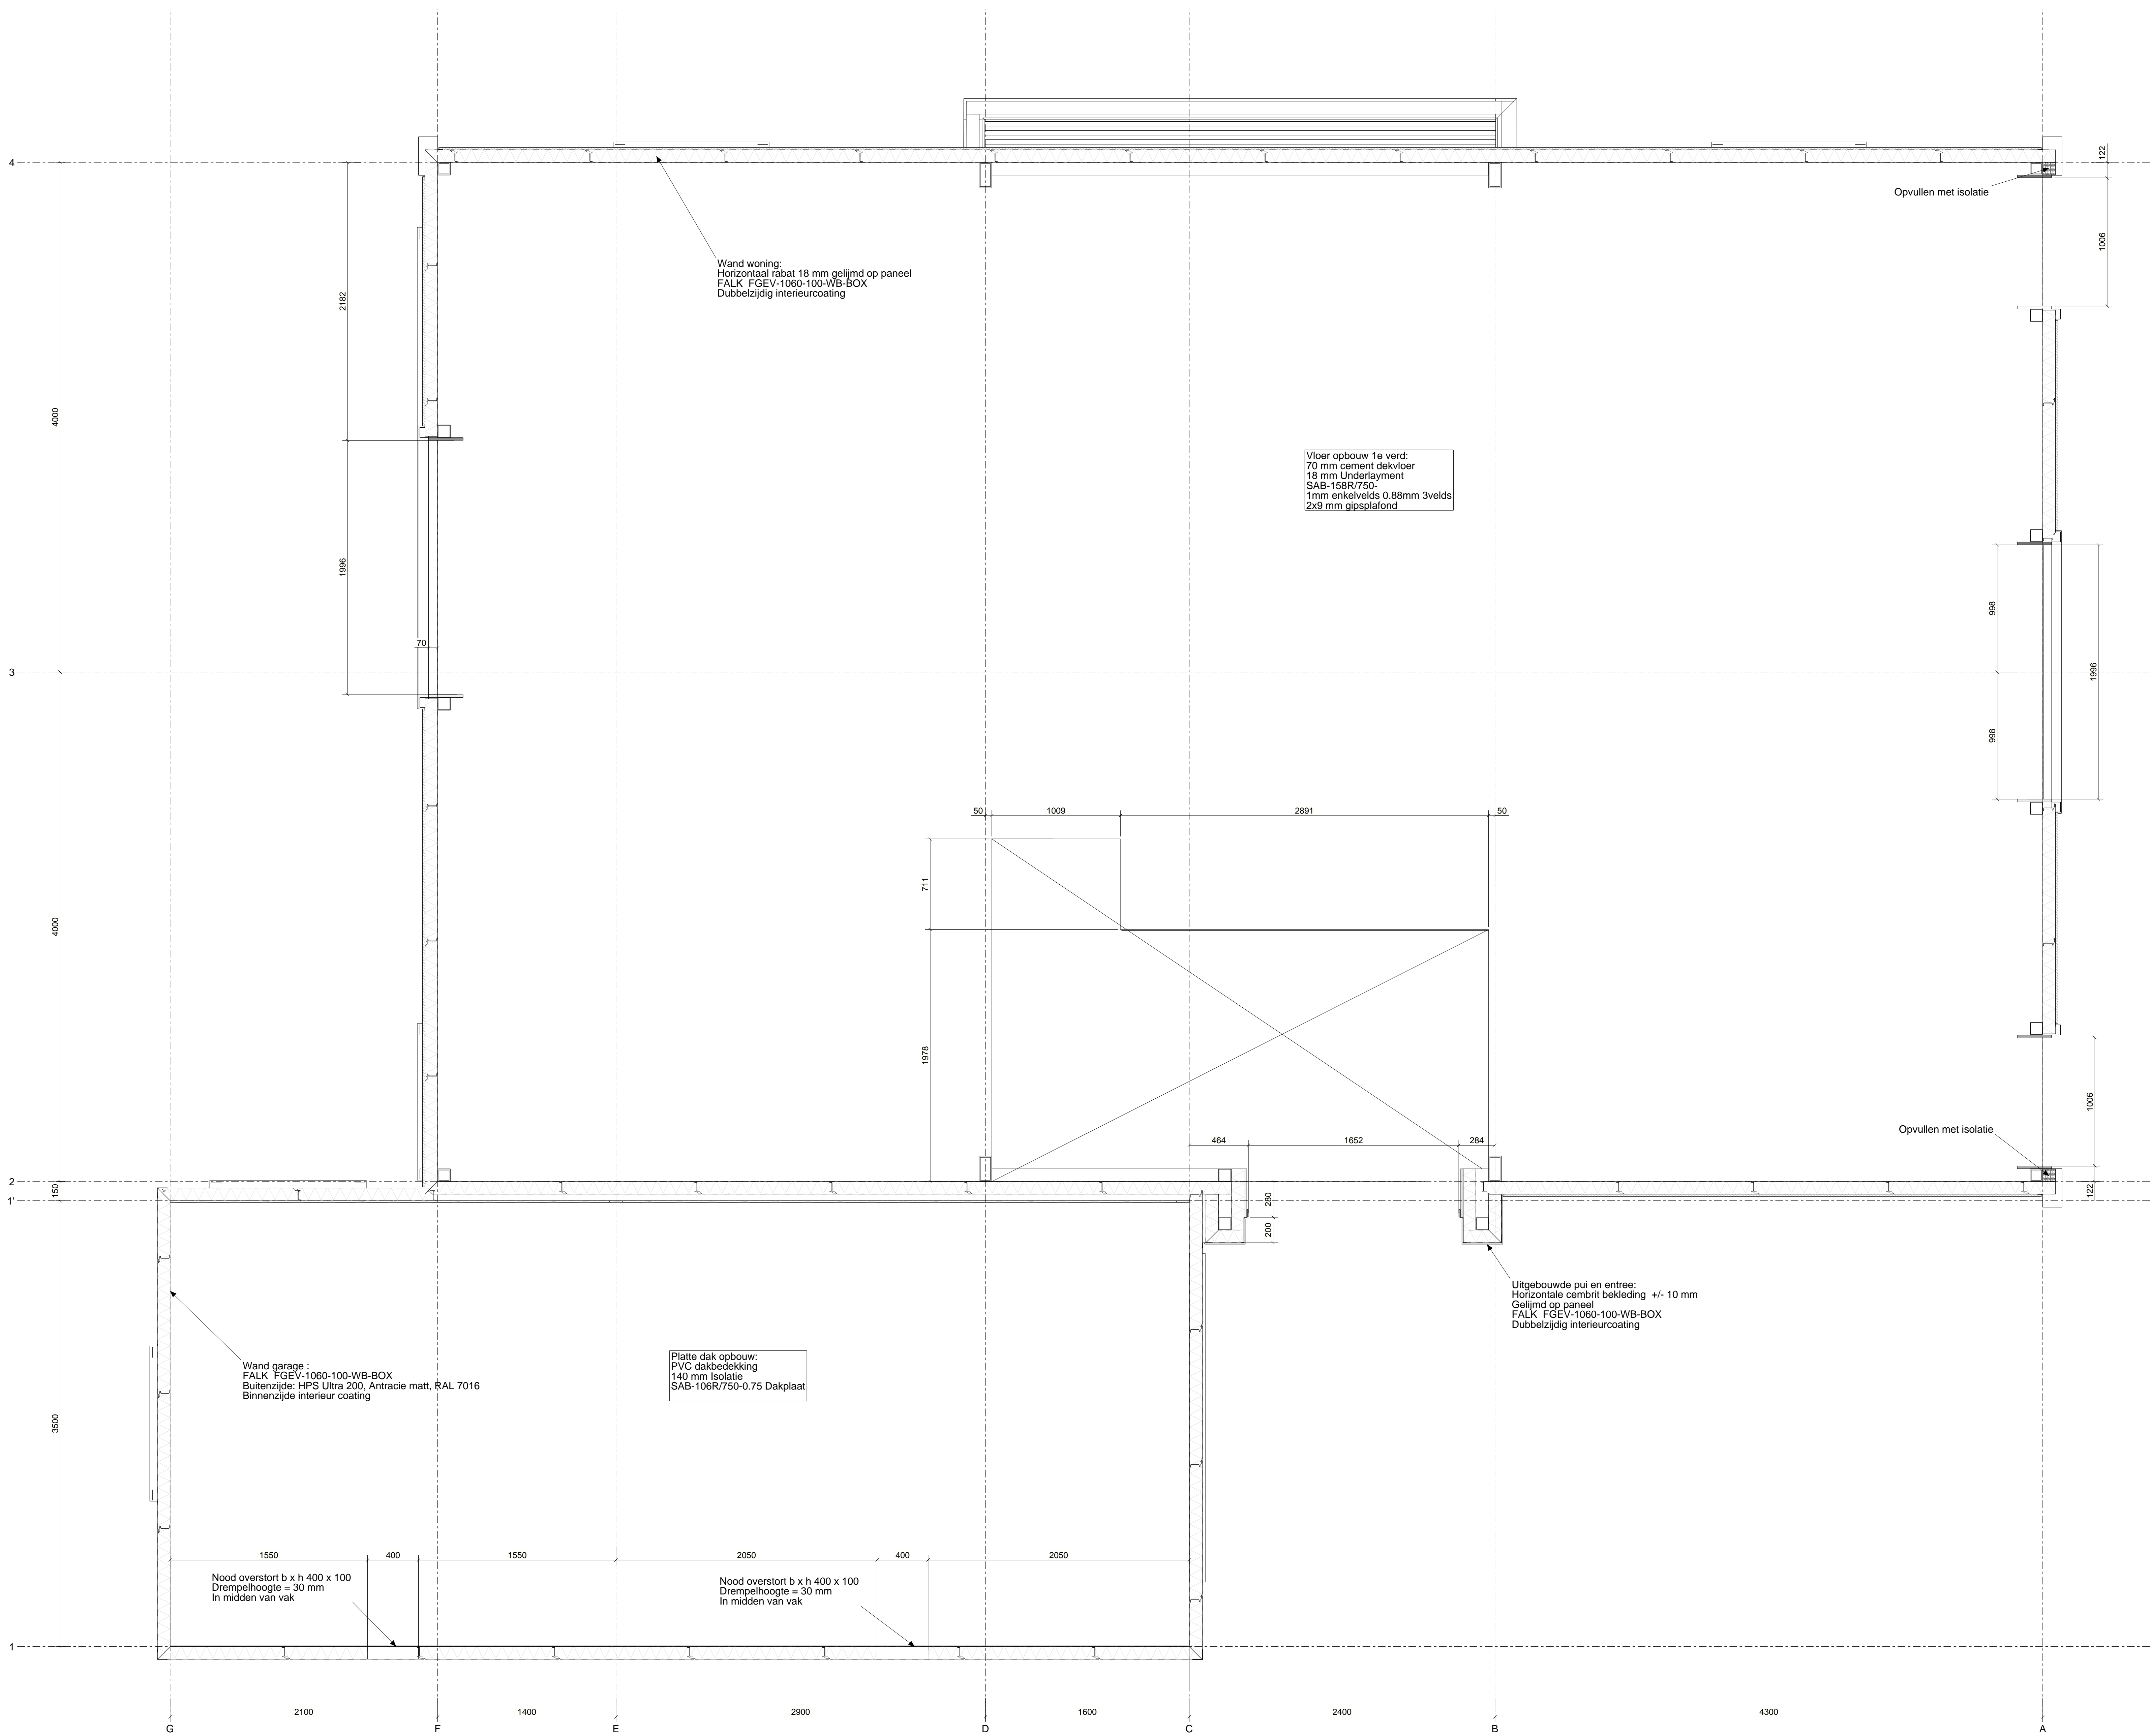 4
122
Opvullen met isolatie
1006
Wand woning:
Horizontaal rabat 18 mm gelijmd op paneel
FALK  FGEV-1060-100-WB-BOX
Dubbelzijdig interieurcoating
2182
4000
Vloer opbouw 1e verd:
70 mm cement dekvloer
18 mm Underlayment
SAB-158R/750-
1mm enkelvelds 0.88mm 3velds
2x9 mm gipsplafond
1996
998
1996
70
3
998
50
1009
2891
50
711
4000
1978
1006
464
1652
284
Opvullen met isolatie
2
150
1'
280
200
122
Uitgebouwde pui en entree:
Horizontale cembrit bekleding  +/- 10 mm
Gelijmd op paneel
FALK  FGEV-1060-100-WB-BOX
Dubbelzijdig interieurcoating
Wand garage :
FALK  FGEV-1060-100-WB-BOX
Buitenzijde: HPS Ultra 200, Antracie matt, RAL 7016
Binnenzijde interieur coating
Platte dak opbouw:
PVC dakbedekking
140 mm Isolatie
SAB-106R/750-0.75 Dakplaat
3500
1550
400
1550
2050
400
2050
Nood overstort b x h 400 x 100
Drempelhoogte = 30 mm
In midden van vak
Nood overstort b x h 400 x 100
Drempelhoogte = 30 mm
In midden van vak
1
2100
1400
2900
1600
2400
4300
G
F
E
D
C
B
A